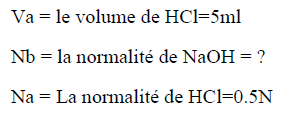 Va = le volume de HCl=5ml
Nb = la normalité de NaOH = ?
Na = La normalité de HCl=0.5N